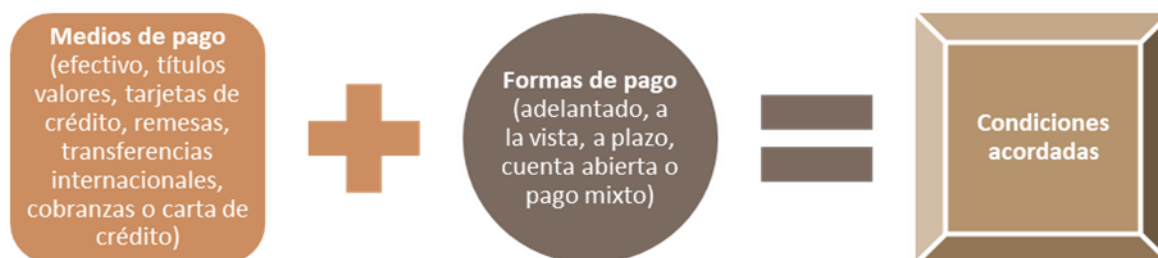 Medios de pago
(efectivo, títulos
valores, tarjetas de
crédito, remesas,
transferencias
internacionales,
cobranzas o carta de
crédito)
Formas de pago
(adelantado, a
la vista, a plazo,
cuenta abierta o
pago mixto)
Condiciones
acordadas